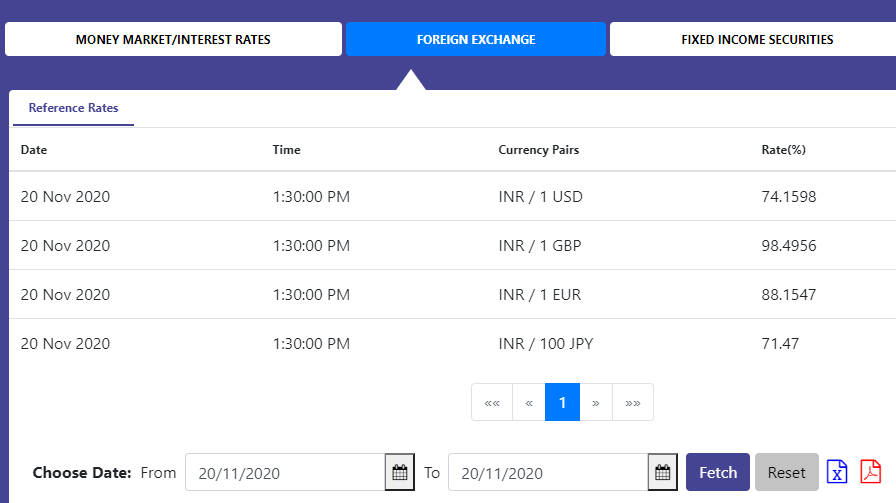 MONEY MARKET/INTEREST RATES FOREIGN EXCHANGE FIXED INCOME SECURITIES
Reference Rates
Date Time Currency Pairs Rate(%)
20 Nov 2020 1:30:00 PM INR / 1 USD 74.1598
20 Nov 2020 1:30:00 PM INR / 1 GBP 98.4956
20 Nov 2020 1:30:00 PM INR / 1 EUR 88.1547
20 Nov 2020 1:30:00 PM INR / 100 JPY 71.47
«« « 1 » »»
Choose Date: From 20/11/2020 To 20/11/2020 Fetch Reset